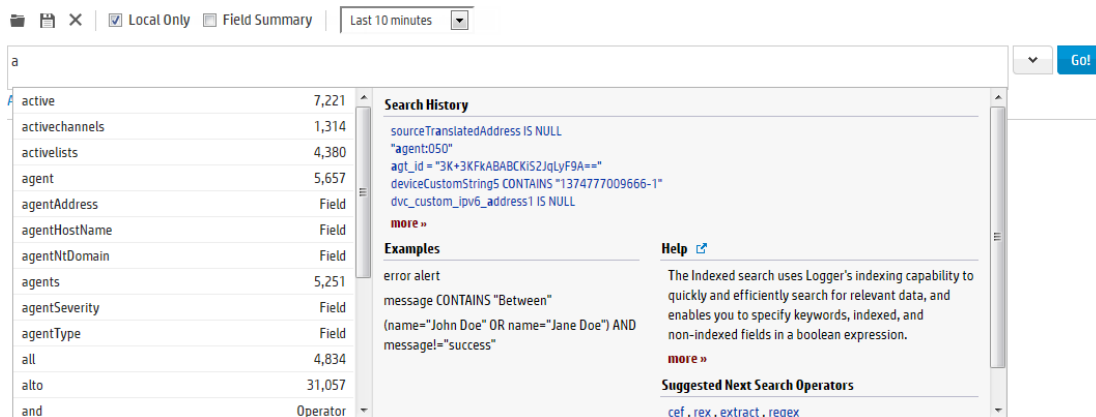 Local Only Field Summary Last 10 minutes
a
Go!
A
active 7,221
activechannels 1,314
activelists 4,380
agent 5,657
agentAddress Field
agentHostName Field
agentNtDomain Field
agents 5,251
agentSeverity Field
agentType Field
all 4,834
alto 31,057
and Operator
Search History
sourceTranslatedAddress IS NULL
"agent:050"
agt_id = "3K+3KFkABABCKiS2JqLyF9A=="
deviceCustomString5 CONTAINS "1374777009666-1"
dvc_custom_ipv6_address1 IS NULL
more »
Examples
error alert
message CONTAINS "Between"
(name="John Doe" OR name="Jane Doe") AND
message!="success"
Help
The Indexed search uses Logger's indexing capability to
quickly and efficiently search for relevant data, and
enables you to specify keywords, indexed, and
non-indexed fields in a boolean expression.
more »
Suggested Next Search Operators
cef , rex , extract , regex